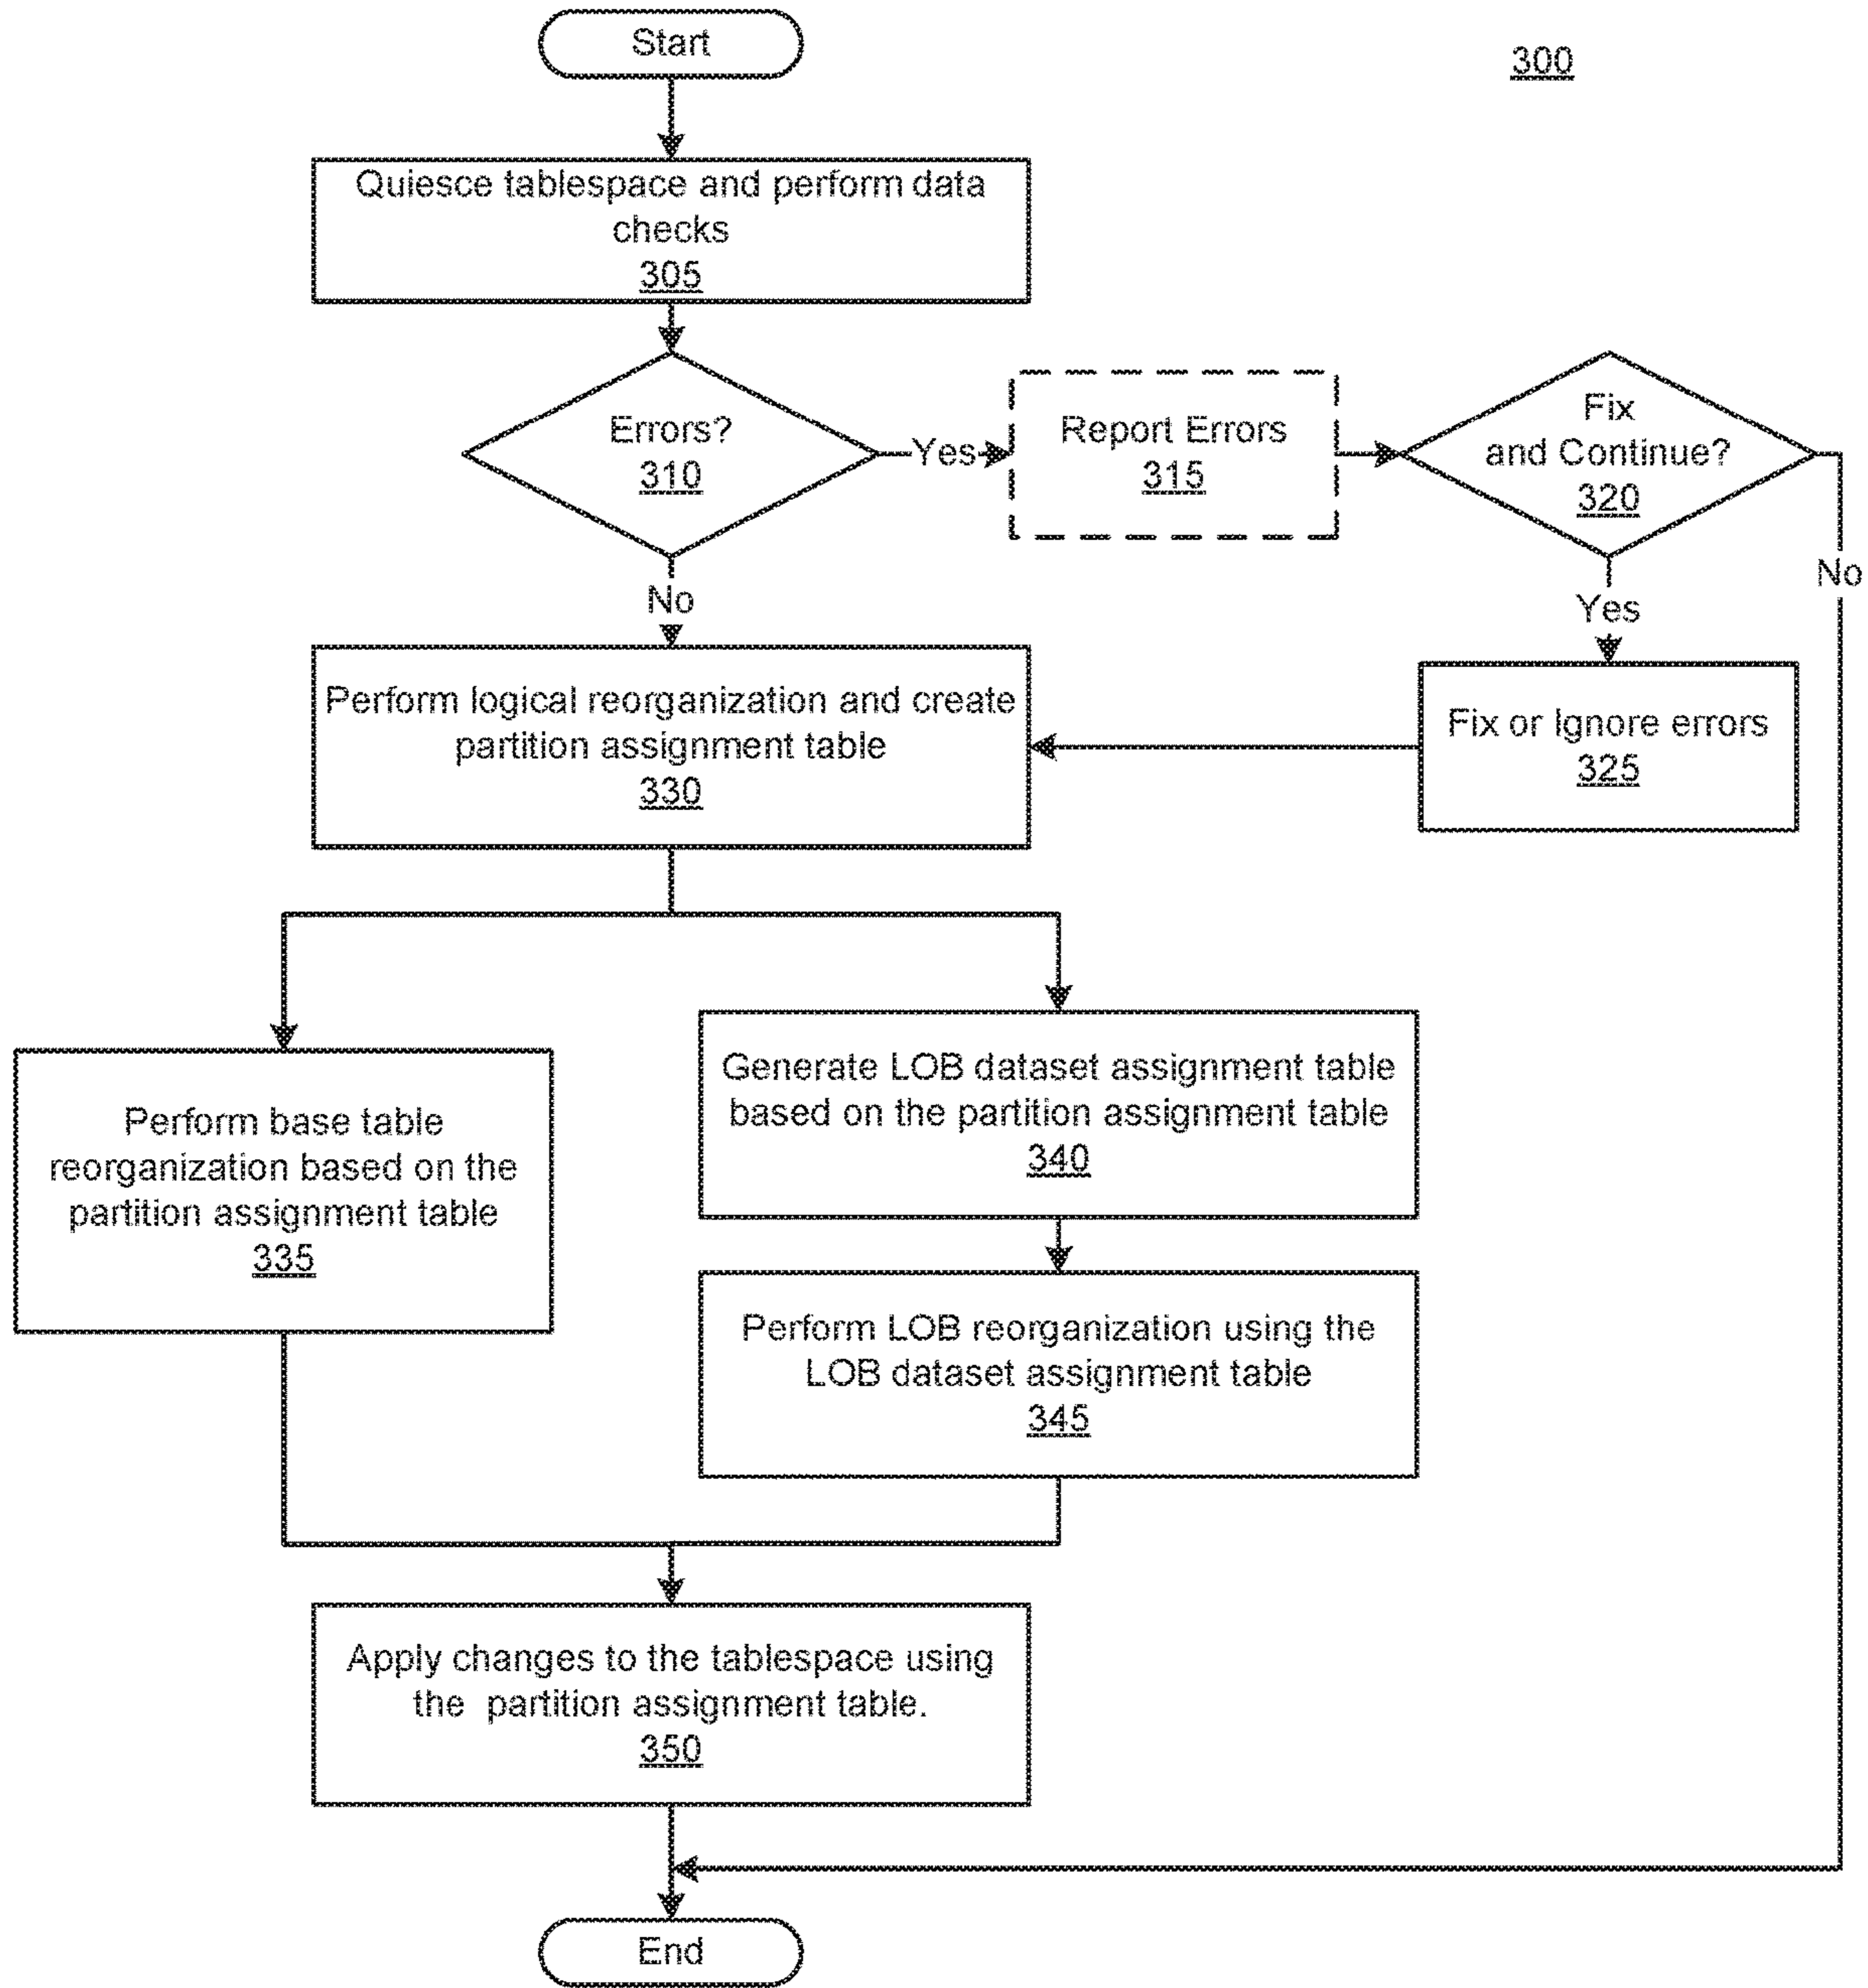 Start
300
Quiesce tablespace and perform data
checks
305
Errors?
310
Yes
Report Errors
315
Fix
and Continue?
320
No
No
Yes
Perform logical reorganization and create
partition assignment table
330
Fix or Ignore errors
325
Perform base table
reorganization based on the
partition assignment table
335
Generate LOB dataset assignment table
based on the partition assignment table
340
Perform LOB reorganization using the
LOB dataset assignment table
345
Apply changes to the tablespace using
the partition assignment table.
350
End